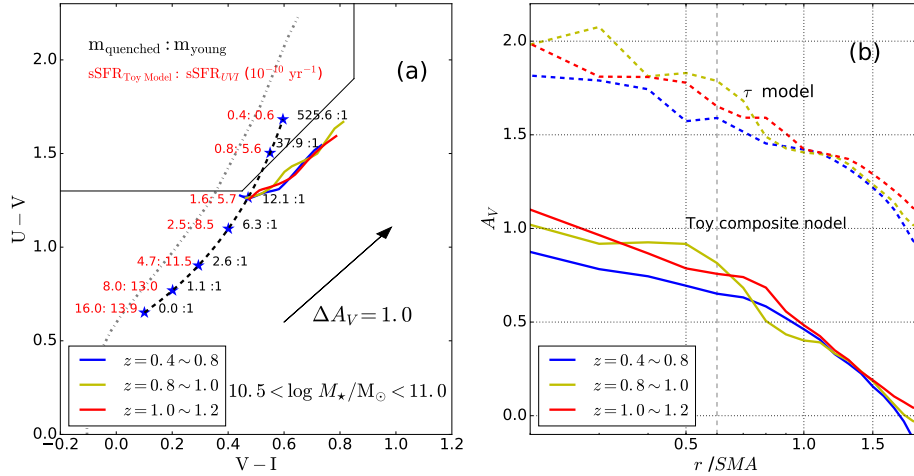 m_quenched : m_young
sSFR_Toy Model : sSFR_UVI (10^−10 yr^−1)
(a)
0.4: 0.6 525.6 :1
0.8: 5.6 37.9 :1
1.6: 5.7 12.1 :1
2.5: 8.5 6.3 :1
4.7: 11.5 2.6 :1
8.0: 13.0 1.1 :1
16.0: 13.9 0.0 :1
ΔA_V = 1.0
z = 0.4 ∼ 0.8
z = 0.8 ∼ 1.0
z = 1.0 ∼ 1.2
10.5 < log M⋆/M⊙ < 11.0
U − V
2.0
1.5
1.0
0.5
0.0
−0.2 0.0 0.2 0.4 0.6 0.8 1.0 1.2
V − I
(b)
τ model
Toy composite nodel
z = 0.4 ∼ 0.8
z = 0.8 ∼ 1.0
z = 1.0 ∼ 1.2
A_V
2.0
1.5
1.0
0.5
0.0
0.5 1.0 1.5
r /SMA